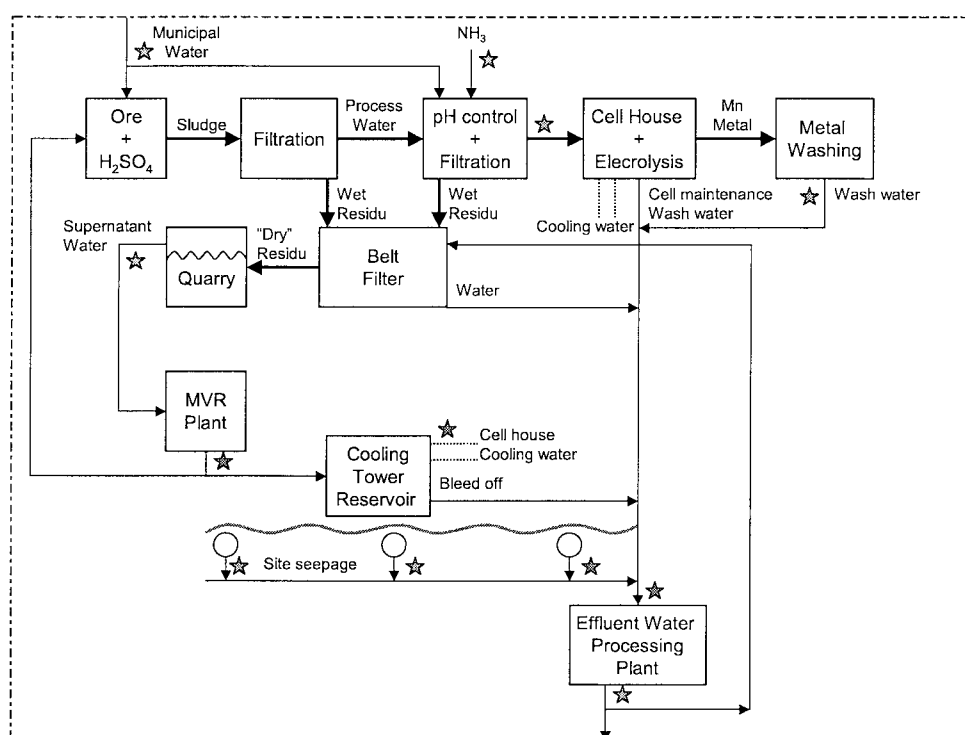 Municipal
Water
NH3
Ore
+
H2SO4
Sludge
Filtration
Process
Water
pH control
+
Filtration
Cell House
+
Elecrolysis
Mn
Metal
Metal
Washing
Wet
Residu
Wet
Residu
Cooling water
Cell maintenance
Wash water
Wash water
Supernatant
Water
Quarry
"Dry"
Residu
Belt
Filter
Water
MVR
Plant
Cooling
Tower
Reservoir
Cell house
Cooling water
Bleed off
Site seepage
Effluent Water
Processing
Plant